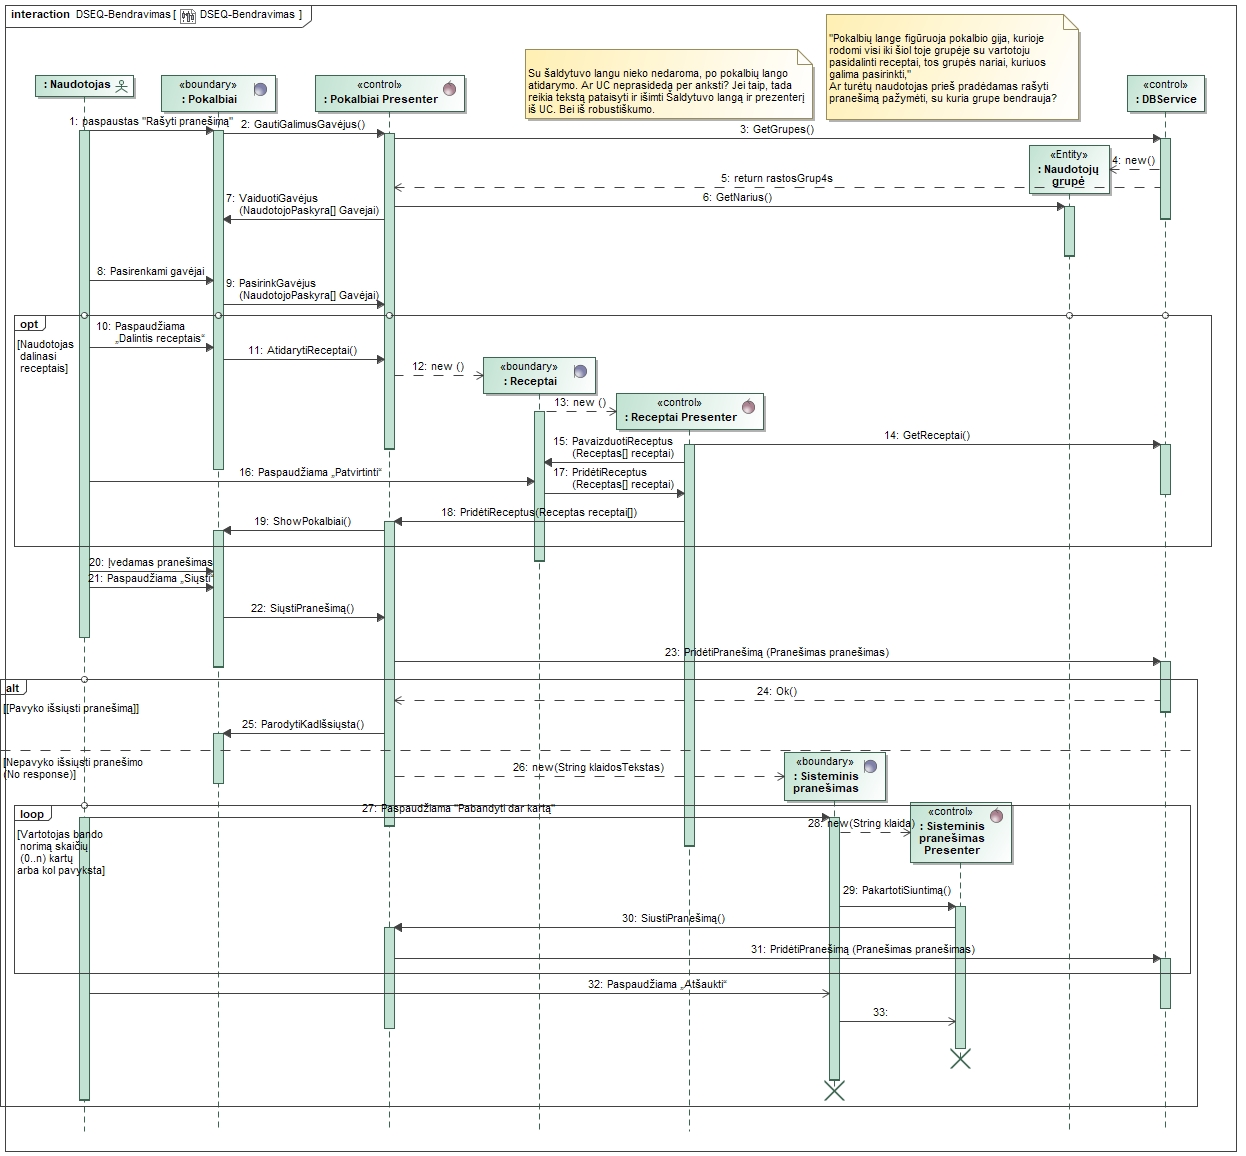 interaction DSEQ-Bendravimas [ DSEQ-Bendravimas ]
"Pokalbių lange figūruoja pokalbio gija, kurioje
rodomi visi iki šiol toje grupėje su vartotoju
pasidalinti receptai, tos grupės nariai, kuriuos
galima pasirinkti,"
Ar turėtų naudotojas prieš pradėdamas rašyti
pranešimą pažymėti, su kuria grupe bendrauja?
Su šaldytuvo langu nieko nedaroma, po pokalbių lango
atidarymo. Ar UC neprasideda per anksti? Jei taip, tada
reikia tekstą pataisyti ir išimti Šaldytuvo langą ir prezenterį
iš UC. Bei iš robustiškumo.
: Naudotojas
«boundary»
: Pokalbiai
«control»
: Pokalbiai Presenter
«control»
: DBService
1: paspaustas "Rašyti pranešimą"
2: GautiGalimusGavėjus()
3: GetGrupes()
«Entity»
: Naudotojų
grupė
4: new()
5: return rastosGrup4s
6: GetNarius()
7: VaiduotiGavėjus
(NaudotojoPaskyra[] Gavejai)
8: Pasirenkami gavėjai
9: PasirinkGavėjus
(NaudotojoPaskyra[] Gavėjai)
opt
[Naudotojas
dalinasi
receptais]
10: Paspaudžiama
„Dalintis receptais“
11: AtidarytiReceptai()
12: new ()
«boundary»
: Receptai
13: new ()
«control»
: Receptai Presenter
14: GetReceptai()
15: PavaizduotiReceptus
(Receptas[] receptai)
16: Paspaudžiama „Patvirtinti“
17: PridėtiReceptus
(Receptas[] receptai)
18: PridėtiReceptus(Receptas receptai[])
19: ShowPokalbiai()
20: Įvedamas pranešimas
21: Paspaudžiama „Siųsti“
22: SiųstiPranešimą()
23: PridėtiPranešimą (Pranešimas pranešimas)
alt
[[Pavyko išsiųsti pranešimą]]
24: Ok()
25: ParodytiKadIšsiųsta()
[Nepavyko išsiųsti pranešimo
(No response)]
26: new(String klaidosTekstas)
«boundary»
: Sisteminis
pranešimas
loop
[Vartotojas bando
norimą skaičių
(0..n) kartų
arba kol pavyksta]
27: Paspaudžiama "Pabandyti dar kartą"
28: new(String klaida)
«control»
: Sisteminis
pranešimas
Presenter
29: PakartotiSiuntimą()
30: SiustiPranešimą()
31: PridėtiPranešimą (Pranešimas pranešimas)
32: Paspaudžiama „Atšaukti“
33: